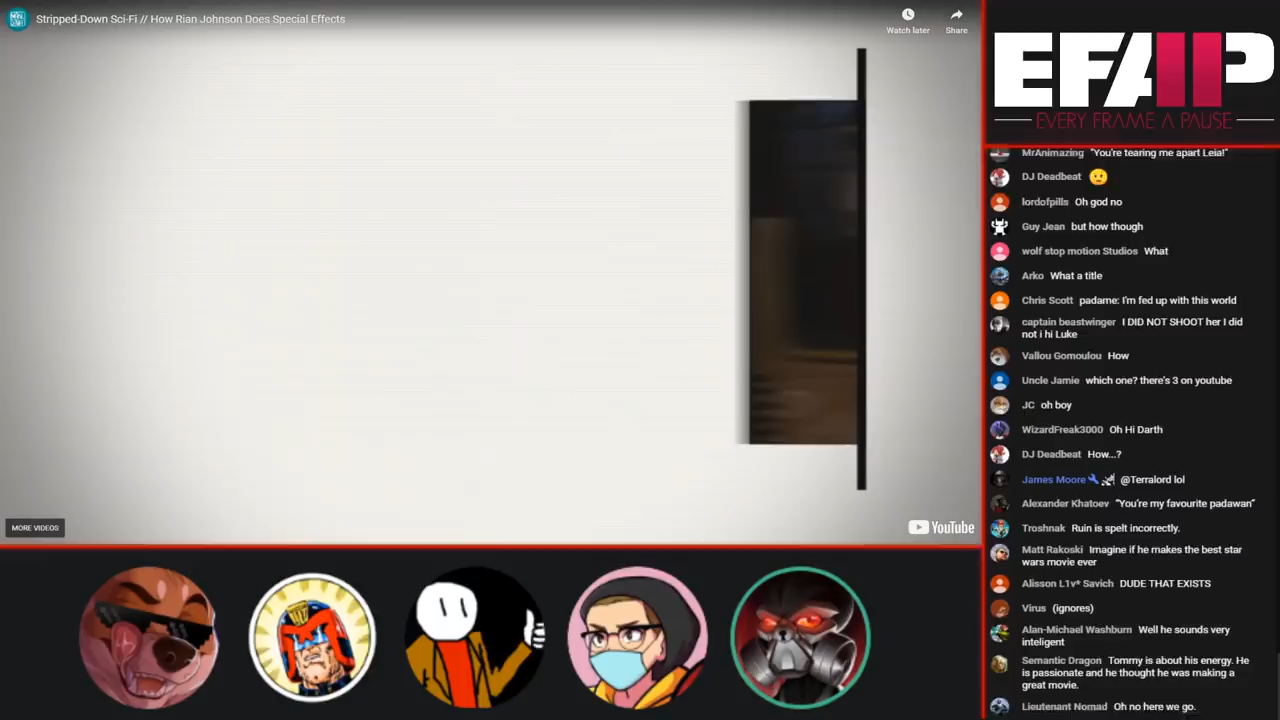 Stripped-Down Sci-Fi // How Rian Johnson Does Special Effects
Watch later
Share
MORE VIDEOS
YouTube
EFAP
EVERY FRAME A PAUSE
MrAnimazing "You're tearing me apart Leia!"
DJ Deadbeat
lordofpills Oh god no
Guy Jean but how though
wolf stop motion Studios What
Arko What a title
Chris Scott padame: I'm fed up with this world
captain beastwinger I DID NOT SHOOT her I did
not i hi Luke
Vallou Gomoulou How
Uncle Jamie which one? there's 3 on youtube
JC oh boy
WizardFreak3000 Oh Hi Darth
DJ Deadbeat How...?
James Moore @Terralord lol
Alexander Khatoev “You’re my favourite padawan”
Troshnak Ruin is spelt incorrectly.
Matt Rakoski Imagine if he makes the best star
wars movie ever
Alisson L1v* Savich DUDE THAT EXISTS
Virus (ignores)
Alan-Michael Washburn Well he sounds very
inteligent
Semantic Dragon Tommy is about his energy. He
is passionate and he thought he was making a
great movie.
Lieutenant Nomad Oh no here we go.